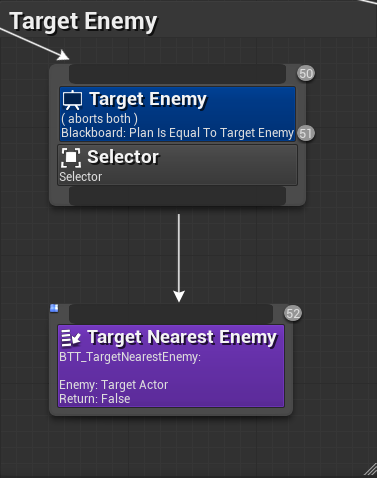 Target Enemy
50
Target Enemy
( aborts both )
Blackboard: Plan Is Equal To Target Enemy
51
Selector
Selector
52
Target Nearest Enemy
BTT_TargetNearestEnemy:
Enemy: Target Actor
Return: False